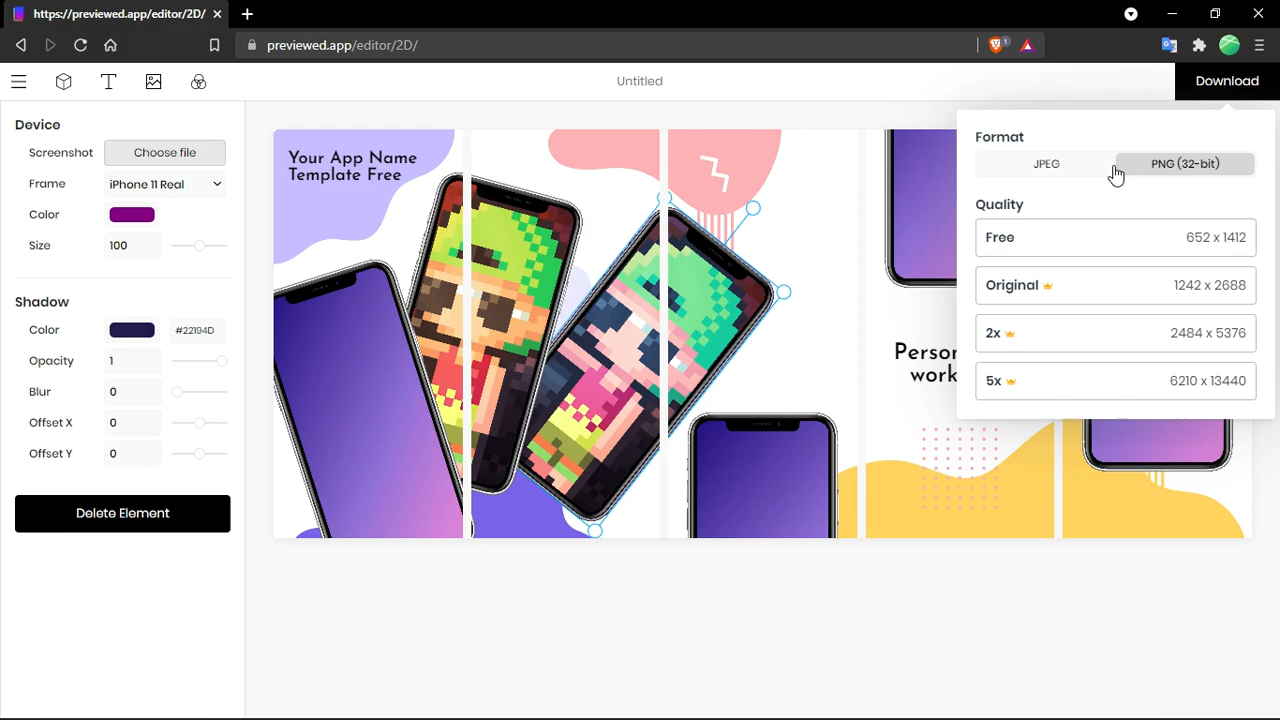 https://previewed.app/editor/2D/
previewed.app/editor/2D/
1
Untitled
Download
Device
Screenshot
Choose file
Frame
iPhone 11 Real
Color
Size
100
Shadow
Color
#22194D
Opacity
1
Blur
0
Offset X
0
Offset Y
0
Delete Element
Your App Name
Template Free
Person
work
Format
JPEG
PNG (32-bit)
Quality
Free
652 x 1412
Original
1242 x 2688
2x
2484 x 5376
5x
6210 x 13440